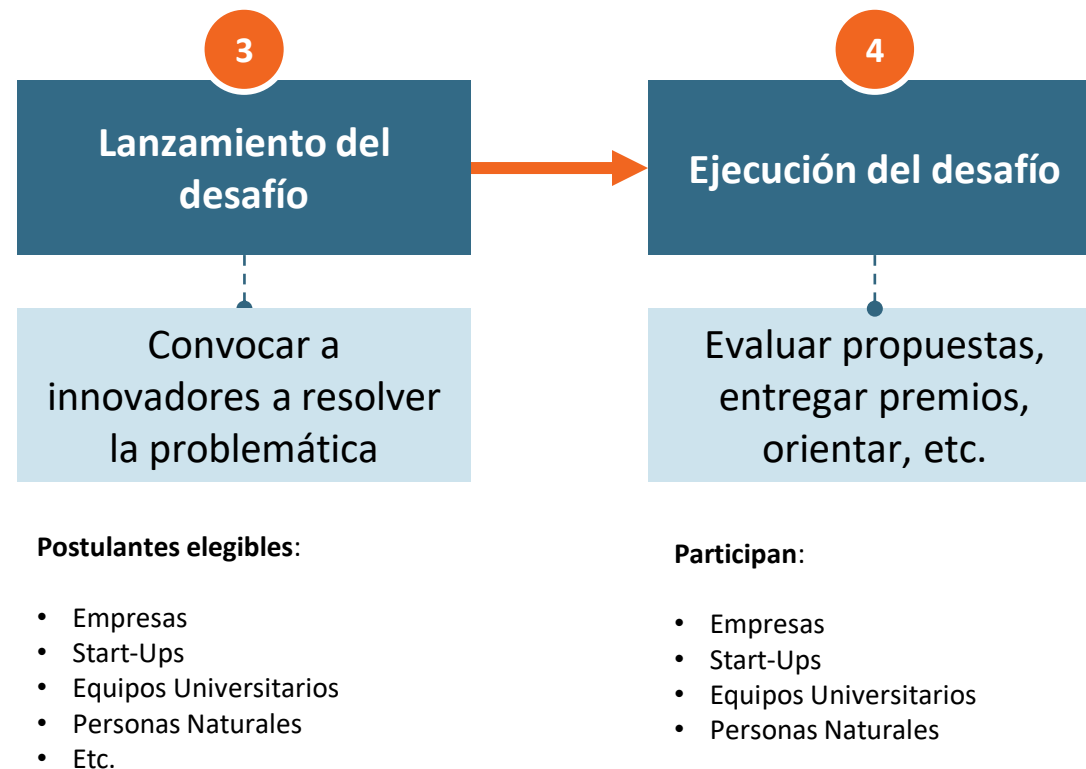 3
Lanzamiento del
desafío
Convocar a
innovadores a resolver
la problemática
Postulantes elegibles:
• Empresas
• Start-Ups
• Equipos Universitarios
• Personas Naturales
• Etc.
4
Ejecución del desafío
Evaluar propuestas,
entregar premios,
orientar, etc.
Participan:
• Empresas
• Start-Ups
• Equipos Universitarios
• Personas Naturales